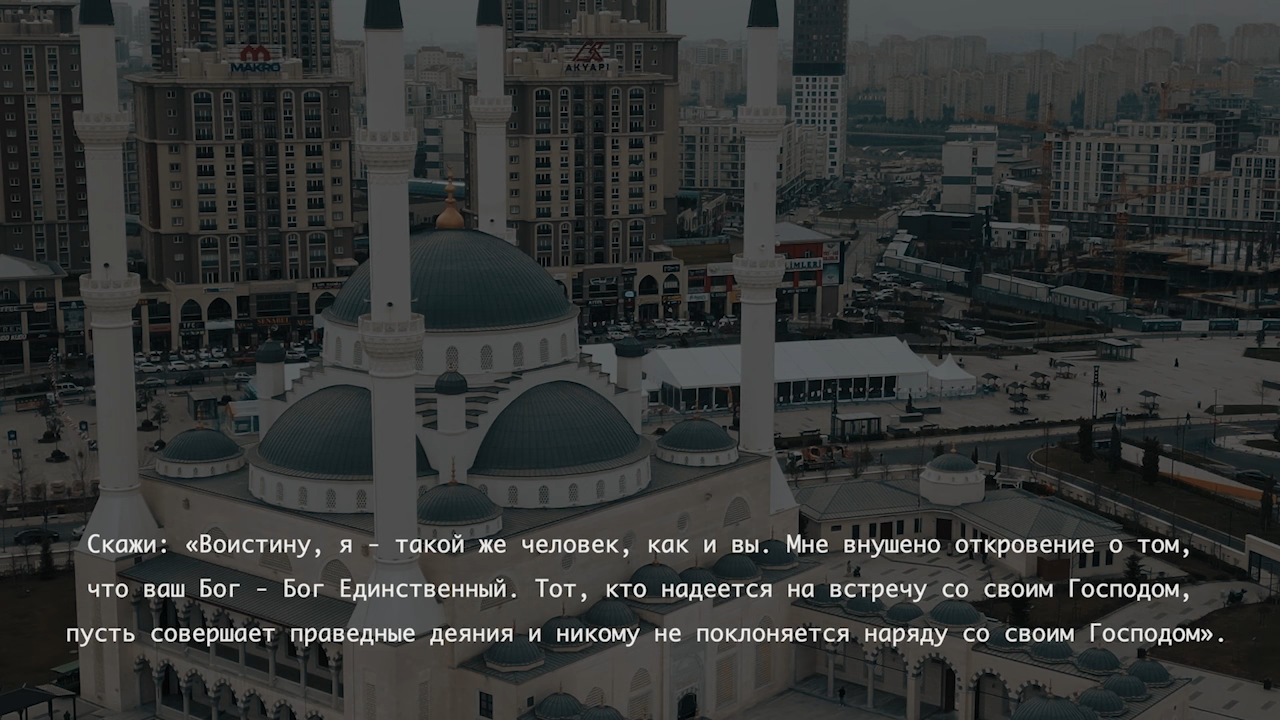 MAKRO
AKYAPI
Скажи: «Воистину, я - такой же человек, как и вы. Мне внушено откровение о том,
что ваш Бог - Бог Единственный. Тот, кто надеется на встречу со своим Господом,
пусть совершает праведные деяния и никому не поклоняется наряду со своим Господом».